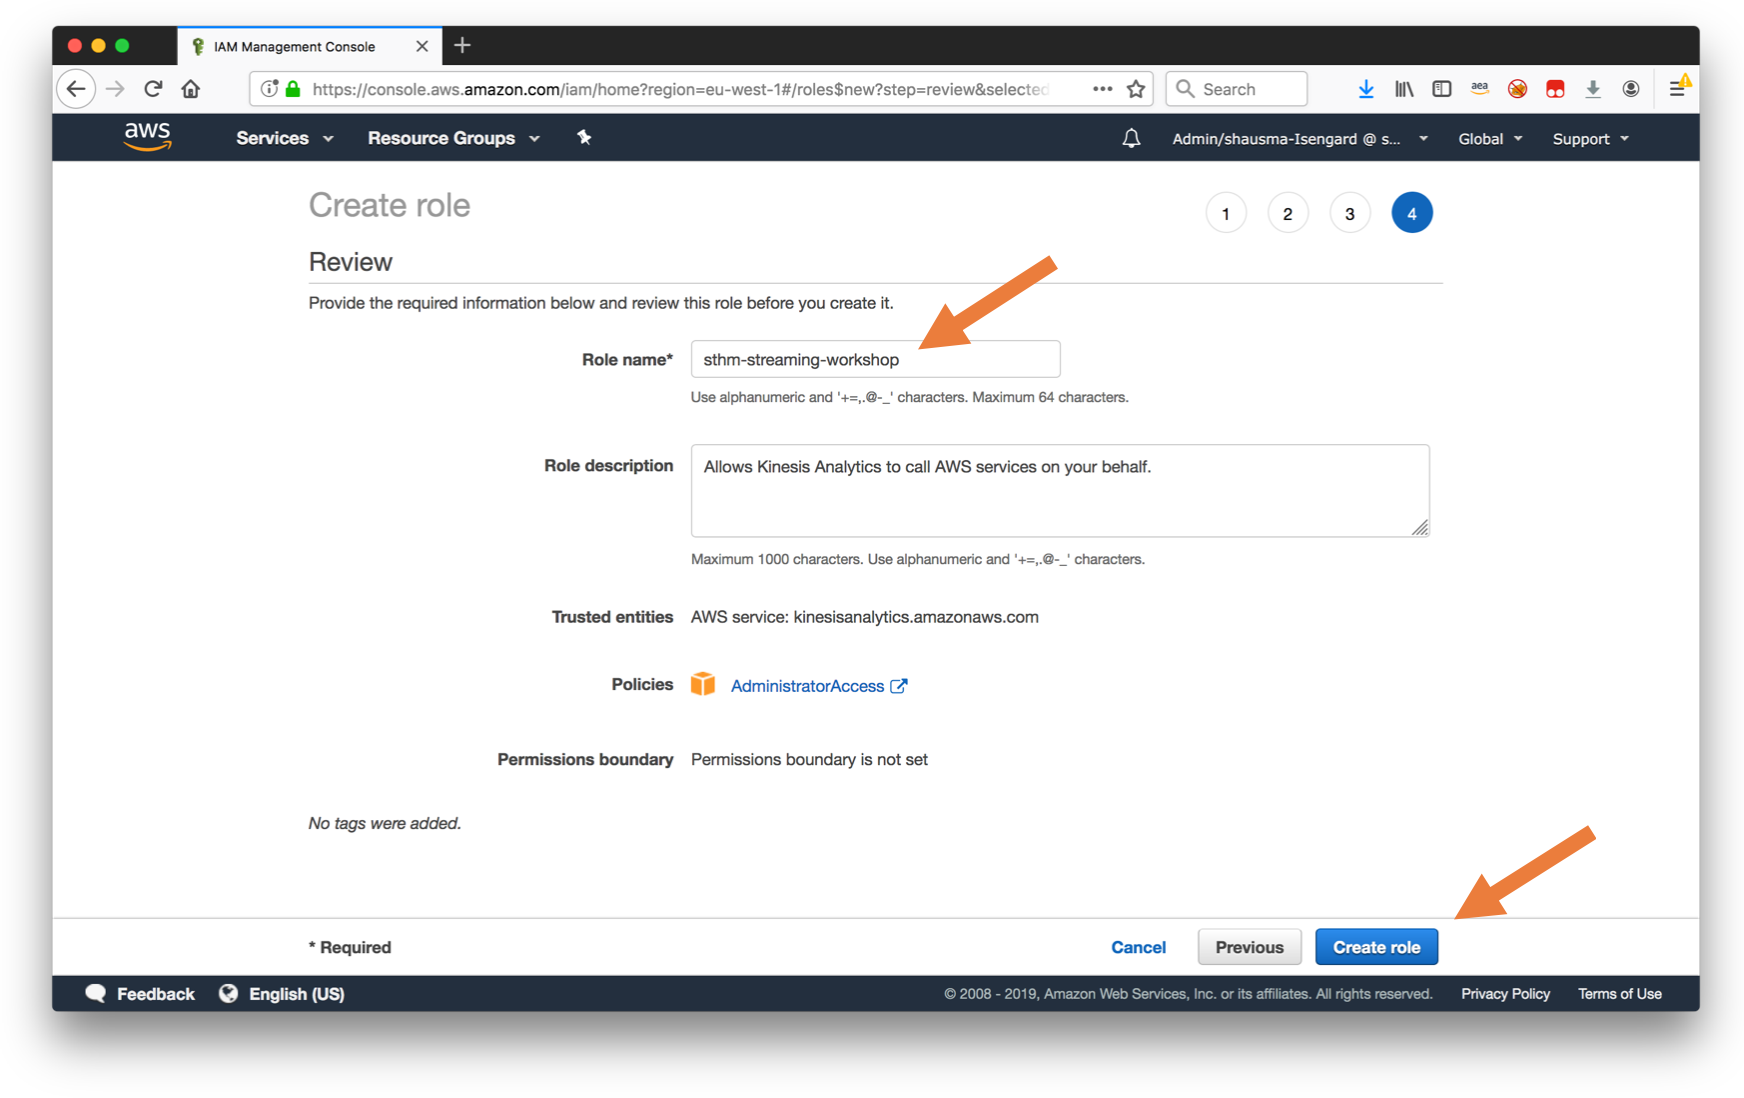 IAM Management Console
https://console.aws.amazon.com/iam/home?region=eu-west-1#/roles$new?step=review&selected
Search
aea
aws
Services
Resource Groups
Admin/shausma-Isengard @ s...
Global
Support
Create role
1 2 3 4
Review
Provide the required information below and review this role before you create it.
Role name* sthm-streaming-workshop
Use alphanumeric and '+=,.@-_' characters. Maximum 64 characters.
Role description Allows Kinesis Analytics to call AWS services on your behalf.
Maximum 1000 characters. Use alphanumeric and '+=,.@-_' characters.
Trusted entities AWS service: kinesisanalytics.amazonaws.com
Policies AdministratorAccess
Permissions boundary Permissions boundary is not set
No tags were added.
* Required Cancel Previous Create role
Feedback English (US) © 2008 - 2019, Amazon Web Services, Inc. or its affiliates. All rights reserved. Privacy Policy Terms of Use